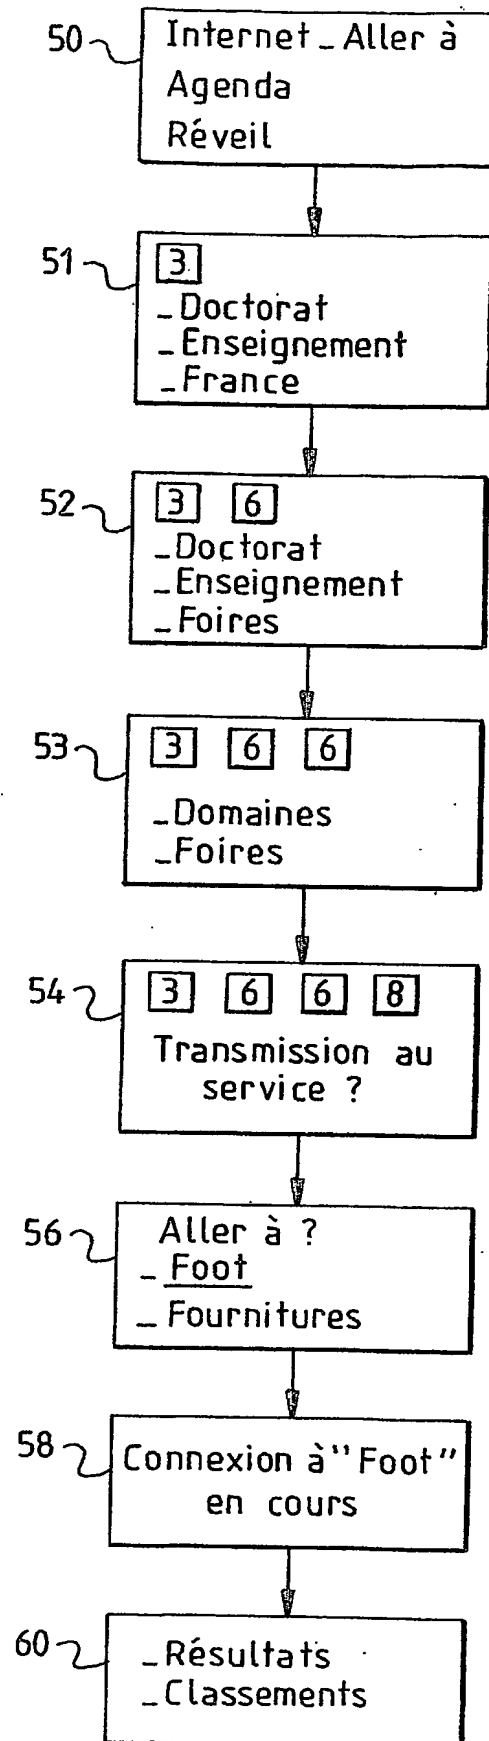 50
Internet_Aller à
Agenda
Réveil
51
3
_Doctorat
_Enseignement
_France
52
3 6
_Doctorat
_Enseignement
_Foires
53
3 6 6
_Domaines
_Foires
54
3 6 6 8
Transmission au
service ?
56
Aller à ?
_ Foot
_ Fournitures
58
Connexion à "Foot"
en cours
60
_Résultats
_Classements